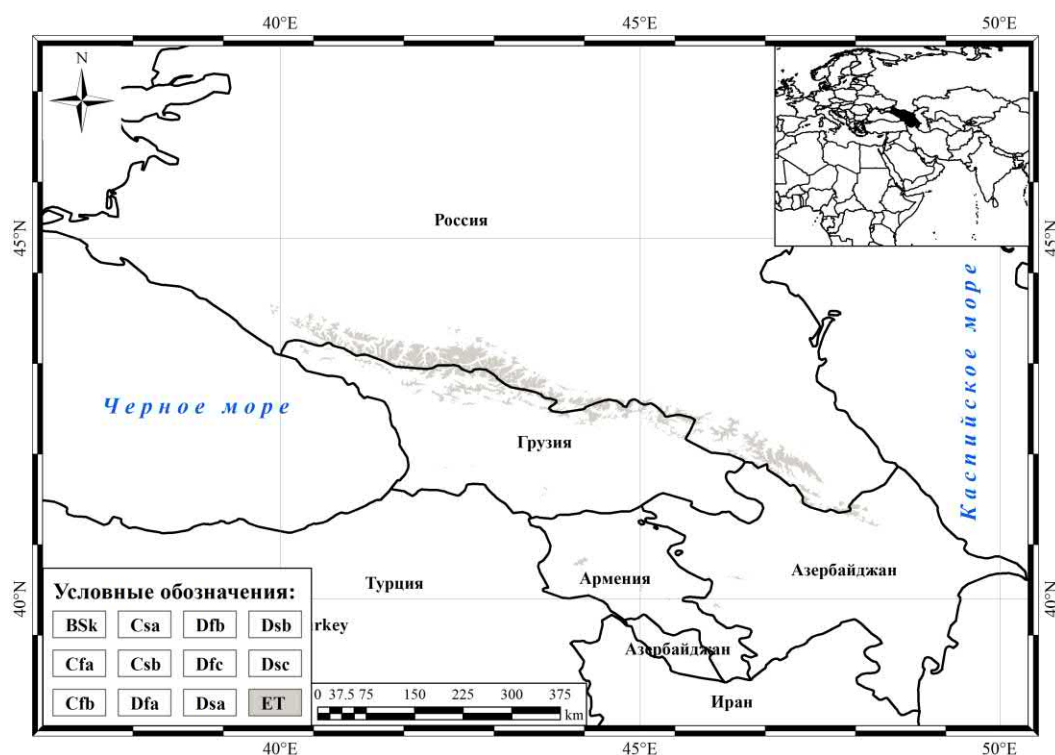 40°E 45°E 50°E
N
45°N 45°N
Россия
Черное море
Каспийское море
Грузия
Турция
Армения
Азербайджан
40°N 40°N
Условные обозначения:
BSk Csa Dfb Dsb
rkey
Азербайджан
Cfa Csb Dfc Dsc
Cfb Dfa Dsa ET
0 37.5 75 150 225 300 375
km
Иран
40°E 45°E 50°E